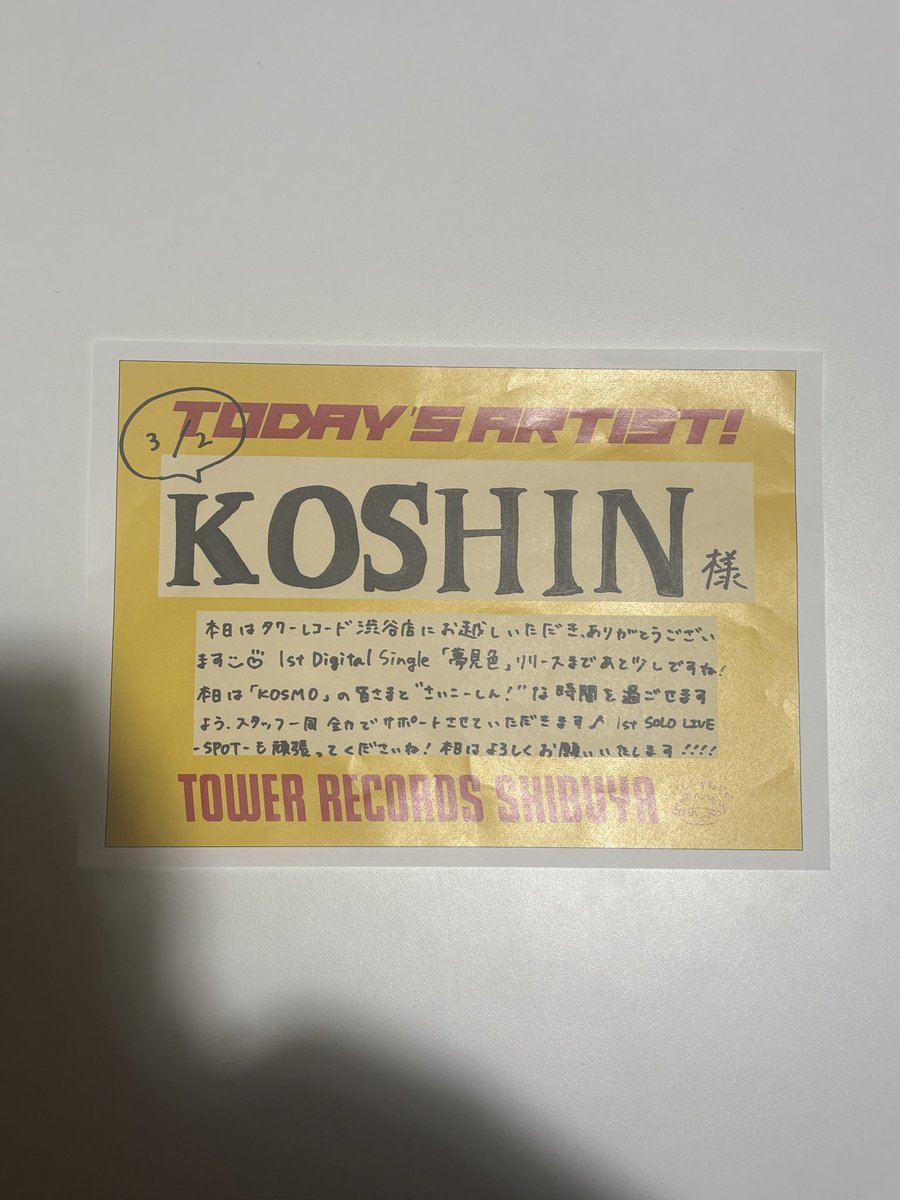 TODAY'S ARTIST!
3/2
KOSHIN様
本日はタワーレコード渋谷店にお越しいただき、ありがとうござい
ます 1st Digital Single 「夢見色」リリースまであと少しですね!
本日は「KOSMO」の皆さまと"さいこーしん!"な時間を過ごせます
よう、スタッフ一同 全力でサポートさせていただきます♪ 1st SOLO LIVE
-SPOT-も頑張ってくださいね! 本日はよろしくお願いいたします!!!!
TOWER RECORDS SHIBUYA